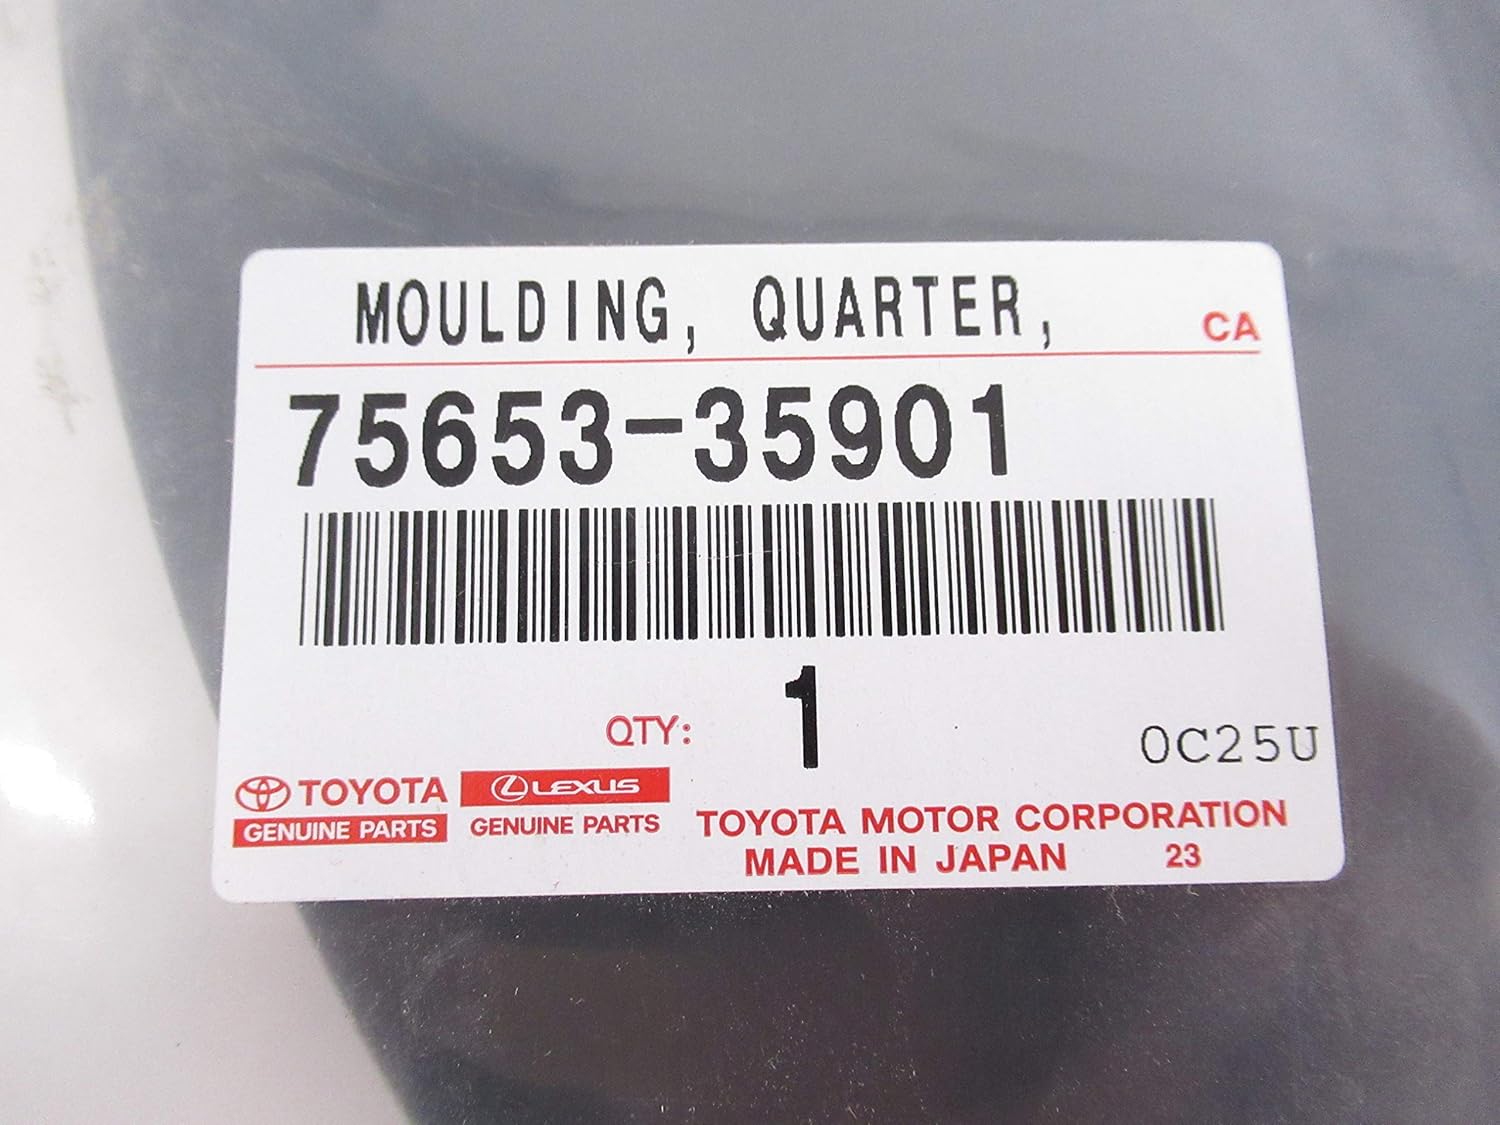 MOULDING, QUARTER,
CA
75653-35901
QTY: 1
0C25U
TOYOTA
GENUINE PARTS
LEXUS
GENUINE PARTS
TOYOTA MOTOR CORPORATION
MADE IN JAPAN 23